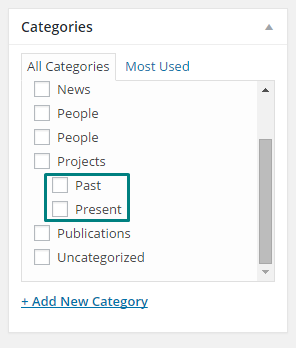 Categories
All Categories Most Used
News
People
People
Projects
Past
Present
Publications
Uncategorized
+ Add New Category